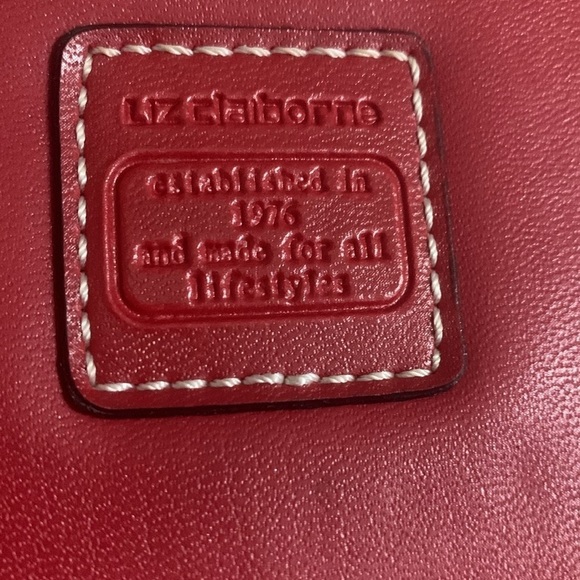 Liz claiborne
established in
1976
and made for all
lifestyles